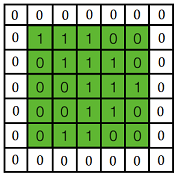 0 0 0 0 0 0 0
0 1 1 1 0 0 0
0 0 1 1 1 0 0
0 0 0 1 1 1 0
0 0 0 1 1 0 0
0 0 1 1 0 0 0
0 0 0 0 0 0 0